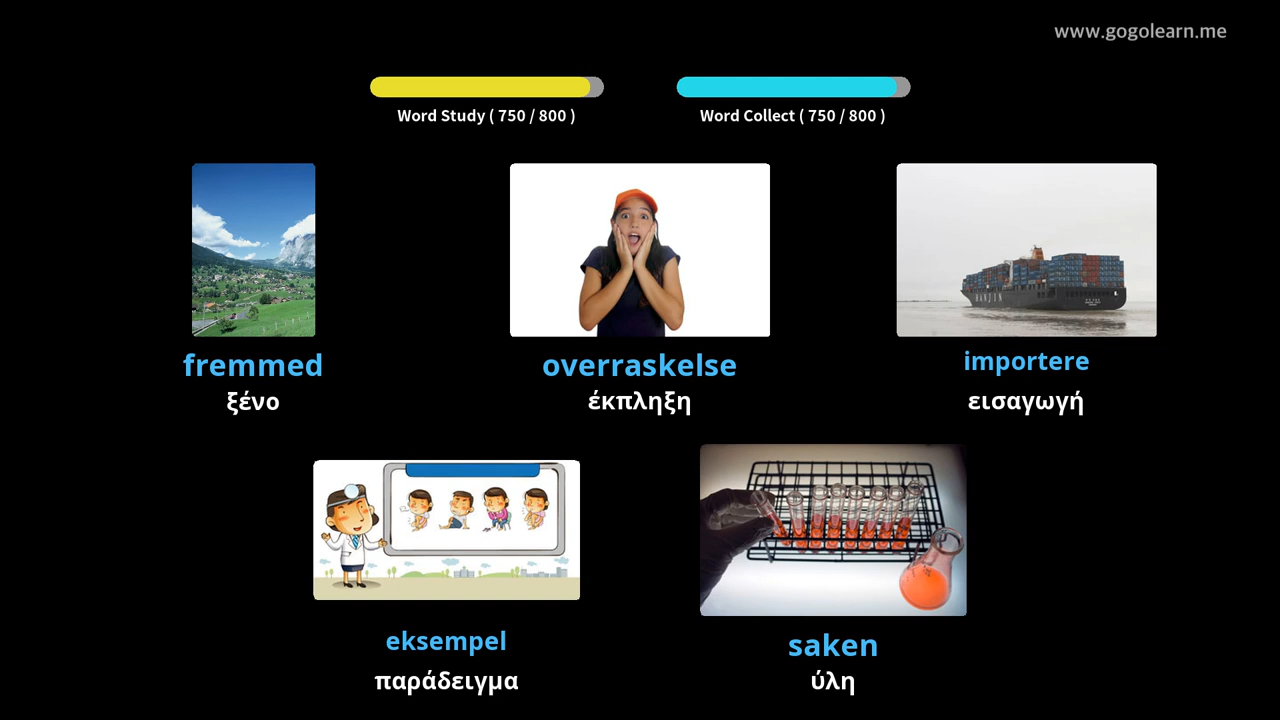 www.gogolearn.me
Word Study ( 750 / 800 )
Word Collect ( 750 / 800 )
fremmed
ξένο
overraskelse
έκπληξη
importere
εισαγωγή
HANJIN
eksempel
παράδειγμα
saken
ύλη